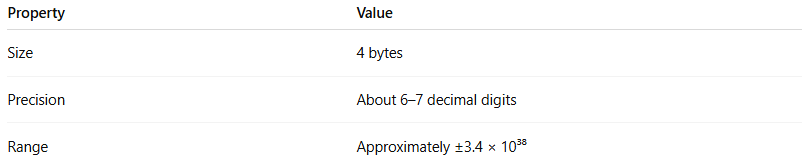 Property Value
Size 4 bytes
Precision About 6–7 decimal digits
Range Approximately ±3.4 × 10³⁸